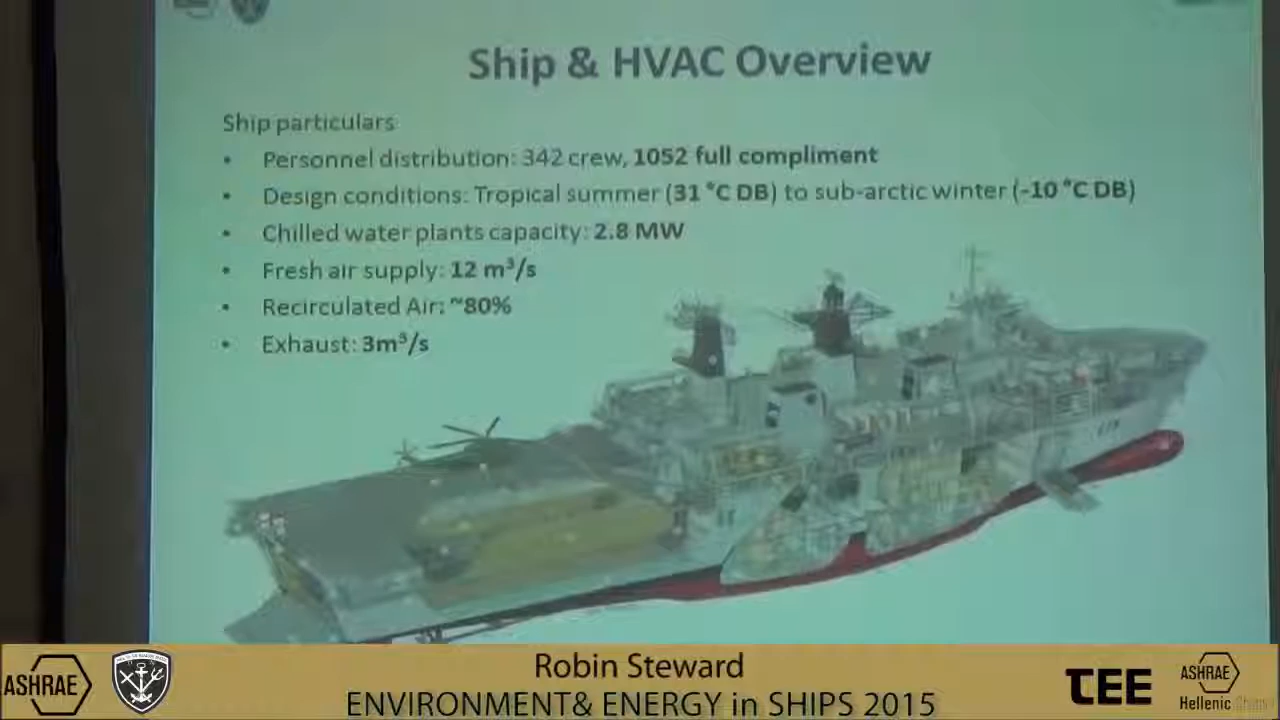 Ship & HVAC Overview
Ship particulars
• Personnel distribution: 342 crew, 1052 full compliment
• Design conditions: Tropical summer (31 °C DB) to sub-arctic winter (-10 °C DB)
• Chilled water plants capacity: 2.8 MW
• Fresh air supply: 12 m³/s
• Recirculated Air: ~80%
• Exhaust: 3m³/s
ASHRAE
Robin Steward
ENVIRONMENT& ENERGY in SHIPS 2015
TEE
ASHRAE
Hellenic